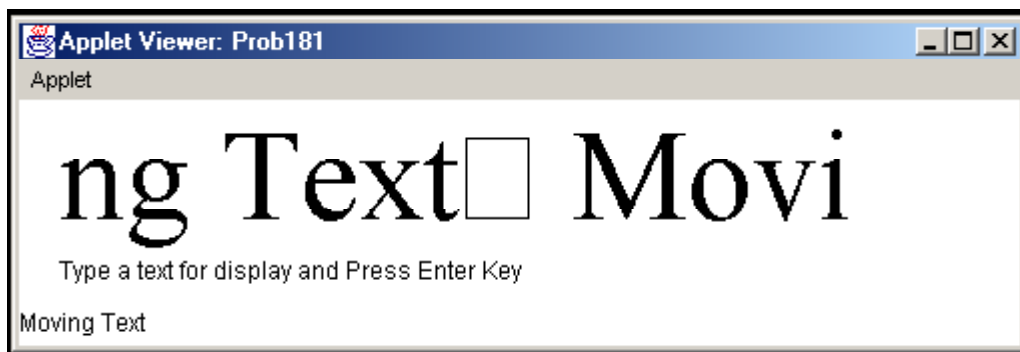 Applet Viewer: Prob181
Applet
ng Text□ Movi
Type a text for display and Press Enter Key
Moving Text